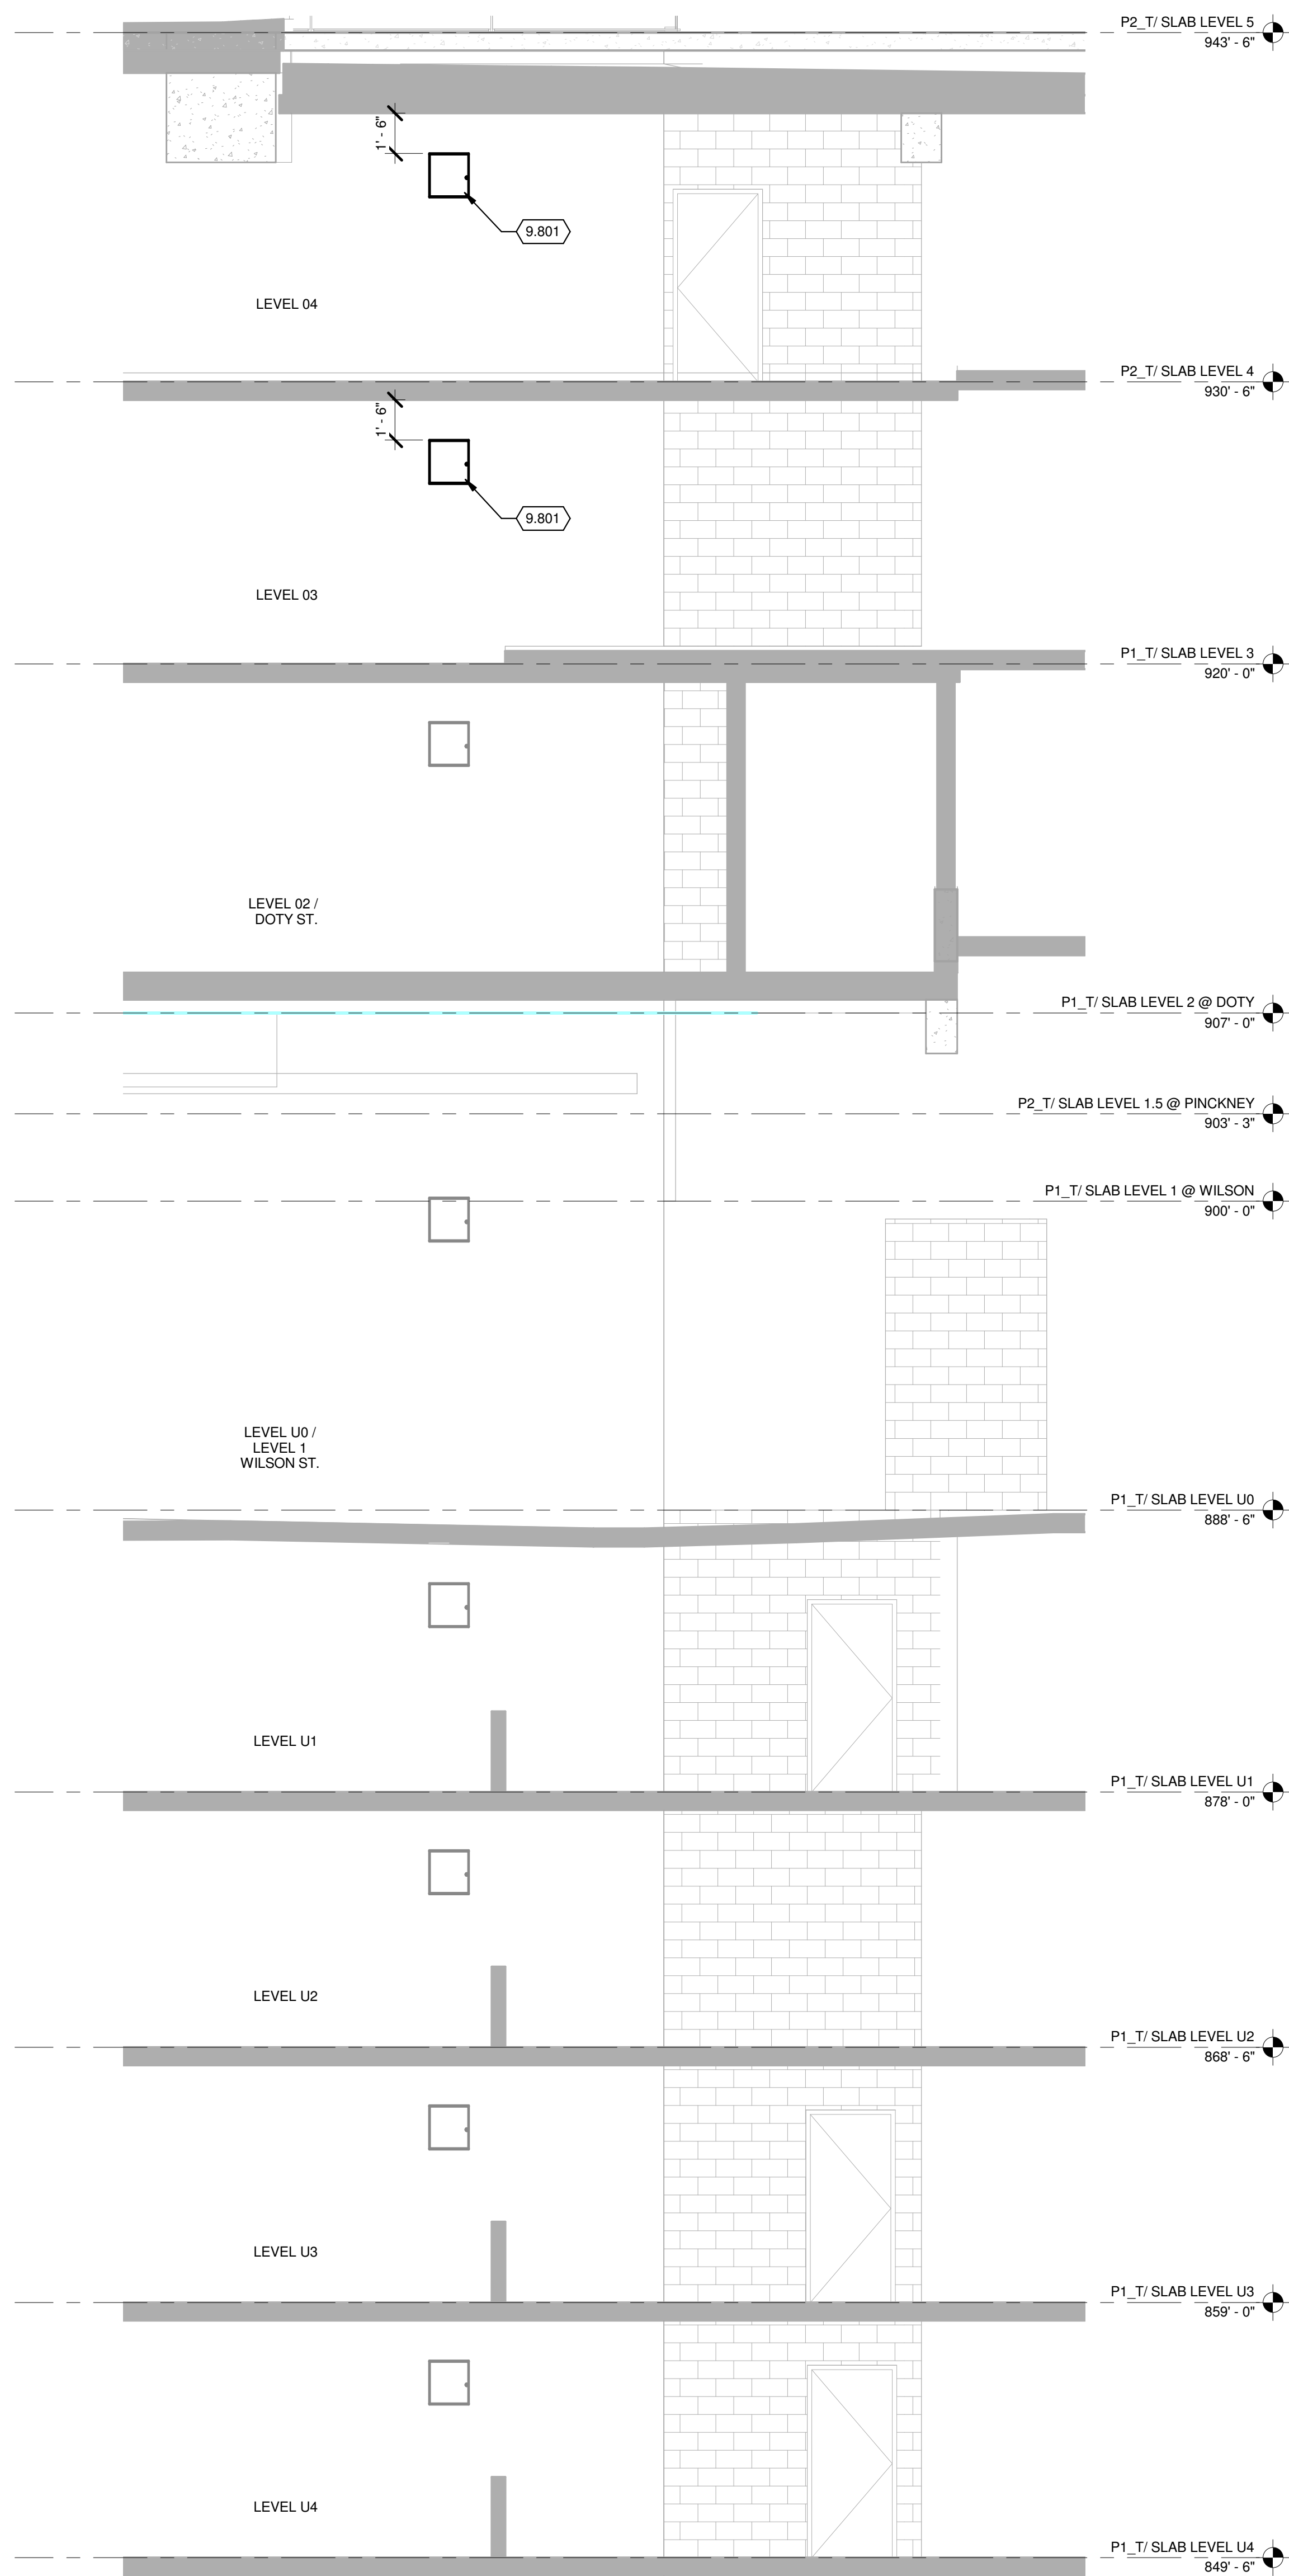 P2_T/ SLAB LEVEL 5
943' - 6"
1' - 6"
9.801
LEVEL 04
P2_T/ SLAB LEVEL 4
930' - 6"
1' - 6"
9.801
LEVEL 03
P1_T/ SLAB LEVEL 3
920' - 0"
LEVEL 02 /
DOTY ST.
P1_T/ SLAB LEVEL 2 @ DOTY
907' - 0"
P2_T/ SLAB LEVEL 1.5 @ PINCKNEY
903' - 3"
P1_T/ SLAB LEVEL 1 @ WILSON
900' - 0"
LEVEL U0 /
LEVEL 1
WILSON ST.
P1_T/ SLAB LEVEL U0
888' - 6"
LEVEL U1
P1_T/ SLAB LEVEL U1
878' - 0"
LEVEL U2
P1_T/ SLAB LEVEL U2
868' - 6"
LEVEL U3
P1_T/ SLAB LEVEL U3
859' - 0"
LEVEL U4
P1_T/ SLAB LEVEL U4
849' - 6"